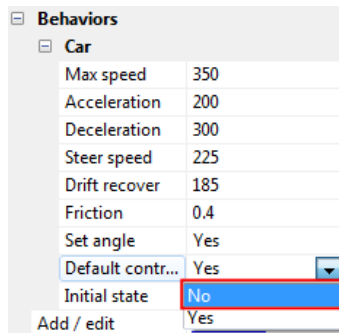 Behaviors
Car
Max speed 350
Acceleration 200
Deceleration 300
Steer speed 225
Drift recover 185
Friction 0.4
Set angle Yes
Default contr... Yes
Initial state No
Add / edit Yes